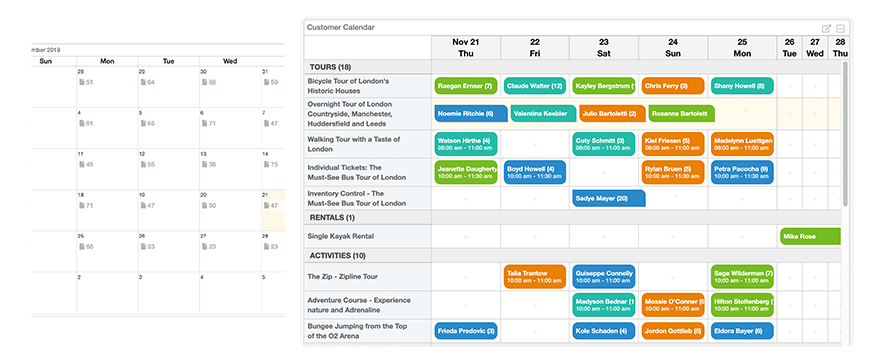 mber 2019
Sun Mon Tue Wed
28 29 30 31
51 64 56 59
4 5 6 7
61 65 71 47
11 12 13 14
45 55 38 75
18 19 20 21
71 47 50 47
25 26 27 28
68 23 23 23
2 3 4 5
Customer Calendar
Nov 21 22 23 24 25 26 27 28
Thu Fri Sat Sun Mon Tue Wed Thu
TOURS (18)
Bicycle Tour of London's
Historic Houses
Raegan Ernser (7) Claude Walter (12) Kayley Bergstrom ( Chris Ferry (3) Shany Howell (8)
Overnight Tour of London
Countryside, Manchester,
Huddersfield and Leeds
Noemie Ritchie (6) Valentina Keebler Julio Bartoletti (2) Rosanna Bartolett
Walking Tour with a Taste of
London
Watson Hirthe (4) Coty Schmitt (3) Kiel Friesen (5) Madelynn Luettgen
08:00 am - 11:00 am 08:00 am - 11:00 am 08:00 am - 11:00 am 08:00 am - 11:00 am
Individual Tickets: The
Must-See Bus Tour of London
Jeanette Daugherty Boyd Howell (4) Rylan Bruen (5) Petra Pacocha (9)
10:00 am - 11:30 am 10:00 am - 11:30 am 10:00 am - 11:30 am 10:00 am - 11:30 am
Inventory Control - The
Must-See Bus Tour of London
Sadye Mayer (20)
RENTALS (1)
Single Kayak Rental
Mike Rose
ACTIVITIES (10)
The Zip - Zipline Tour
Talia Trantow Guiseppe Connelly Sage Wilderman (7)
10:00 am - 11:00 am 10:00 am - 11:00 am 10:00 am - 11:00 am
Adventure Course - Experience
nature and Adrenaline
Madyson Bednar (1 Mossie O'Conner (5 Hilton Stoltenberg (
10:00 am - 11:00 am 10:00 am - 11:00 am 10:00 am - 11:00 am
Bungee Jumping from the Top
of the O2 Arena
Frieda Predovic (3) Kole Schaden (4) Jordon Gottlieb (5) Eldora Bayer (6)